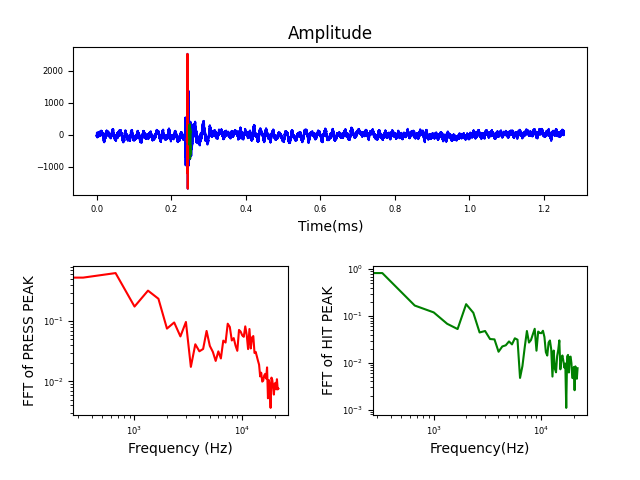 Amplitude
2000
1000
0
−1000
0.0 0.2 0.4 0.6 0.8 1.0 1.2
Time(ms)
FFT of PRESS PEAK
10⁻¹
10⁻²
10³ 10⁴
Frequency (Hz)
FFT of HIT PEAK
10⁰
10⁻¹
10⁻²
10⁻³
10³ 10⁴
Frequency(Hz)